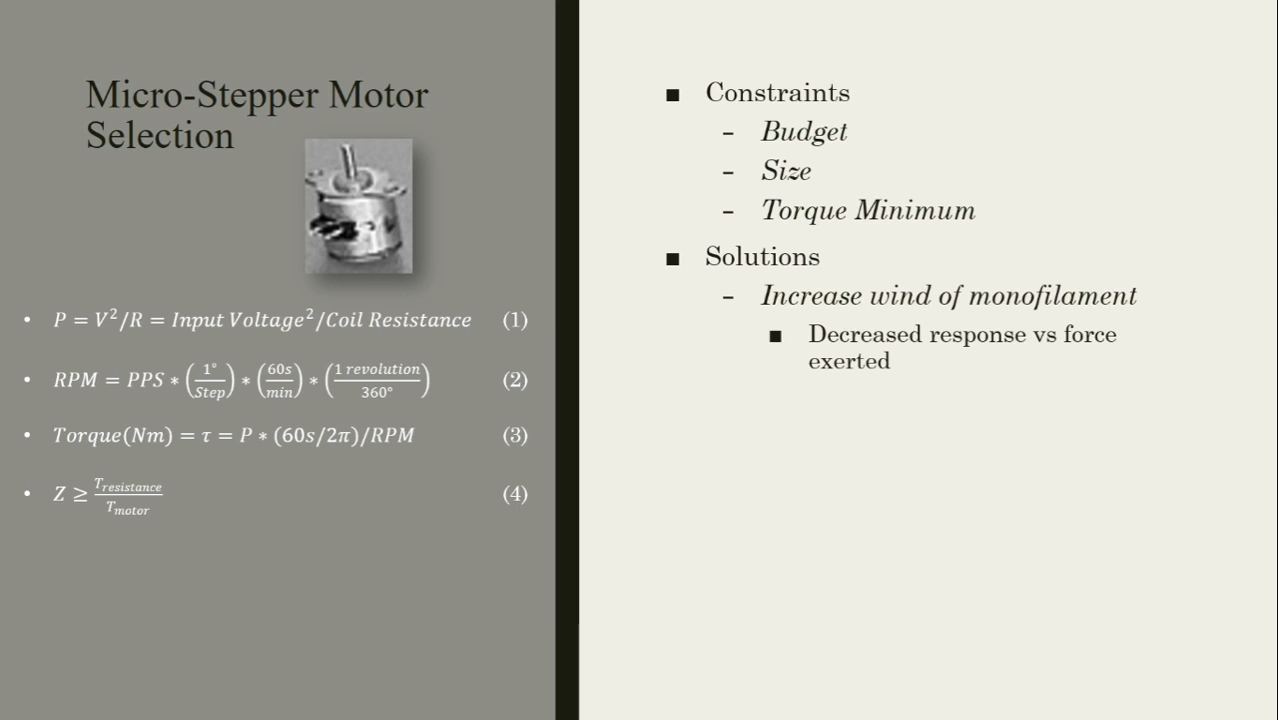 Micro-Stepper Motor
Selection
• P = V²/R = Input Voltage²/Coil Resistance (1)
• RPM = PPS * (1°/Step) * (60s/min) * (1 revolution/360°) (2)
• Torque(Nm) = τ = P * (60s/2π)/RPM (3)
• Z ≥ T_resistance/T_motor (4)
■ Constraints
– Budget
– Size
– Torque Minimum
■ Solutions
– Increase wind of monofilament
■ Decreased response vs force
exerted